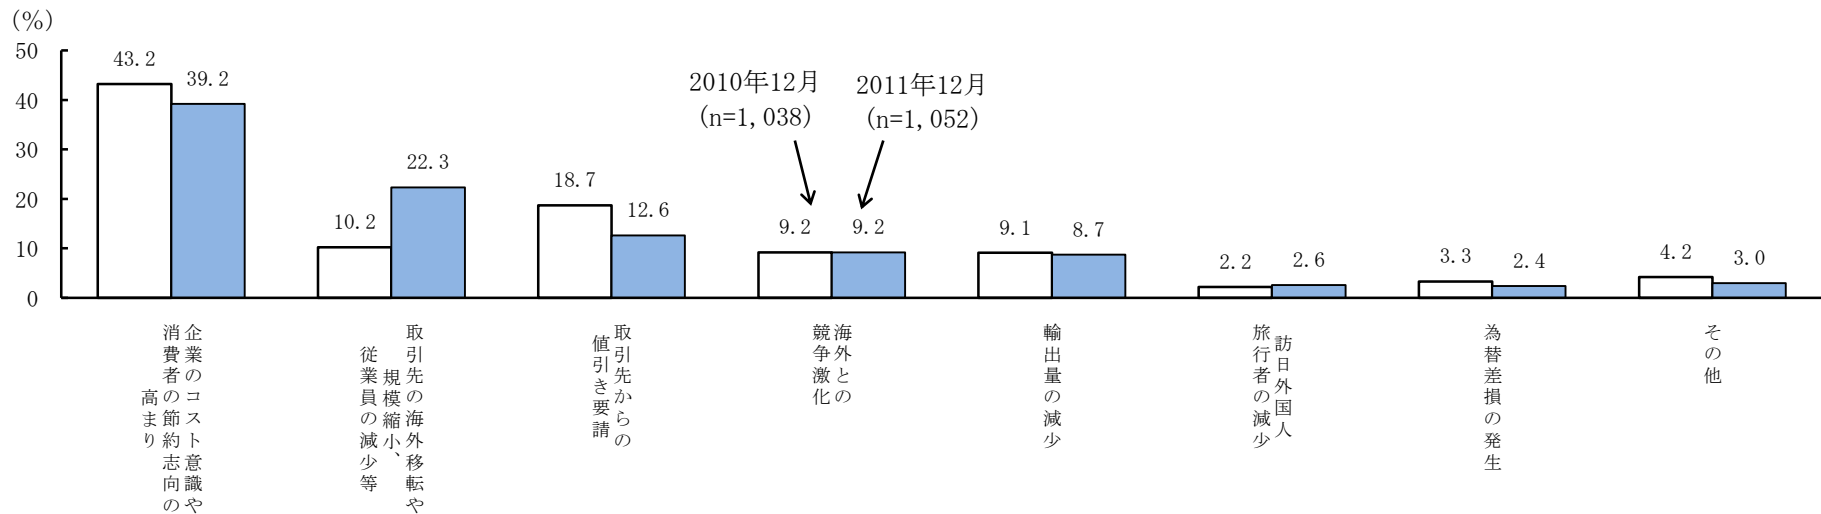 (%)
50
40
30
20
10
0
43.2
39.2
10.2
22.3
18.7
12.6
9.2
9.2
9.1
8.7
2.2
2.6
3.3
2.4
4.2
3.0
2010年12月
(n=1,038)
2011年12月
(n=1,052)
企業のコスト意識や
消費者の節約志向の
高まり
取引先の海外移転や
規模縮小、
従業員の減少等
取引先からの
値引き要請
海外との
競争激化
輸出量の減少
訪日外国人
旅行者の減少
為替差損の発生
その他